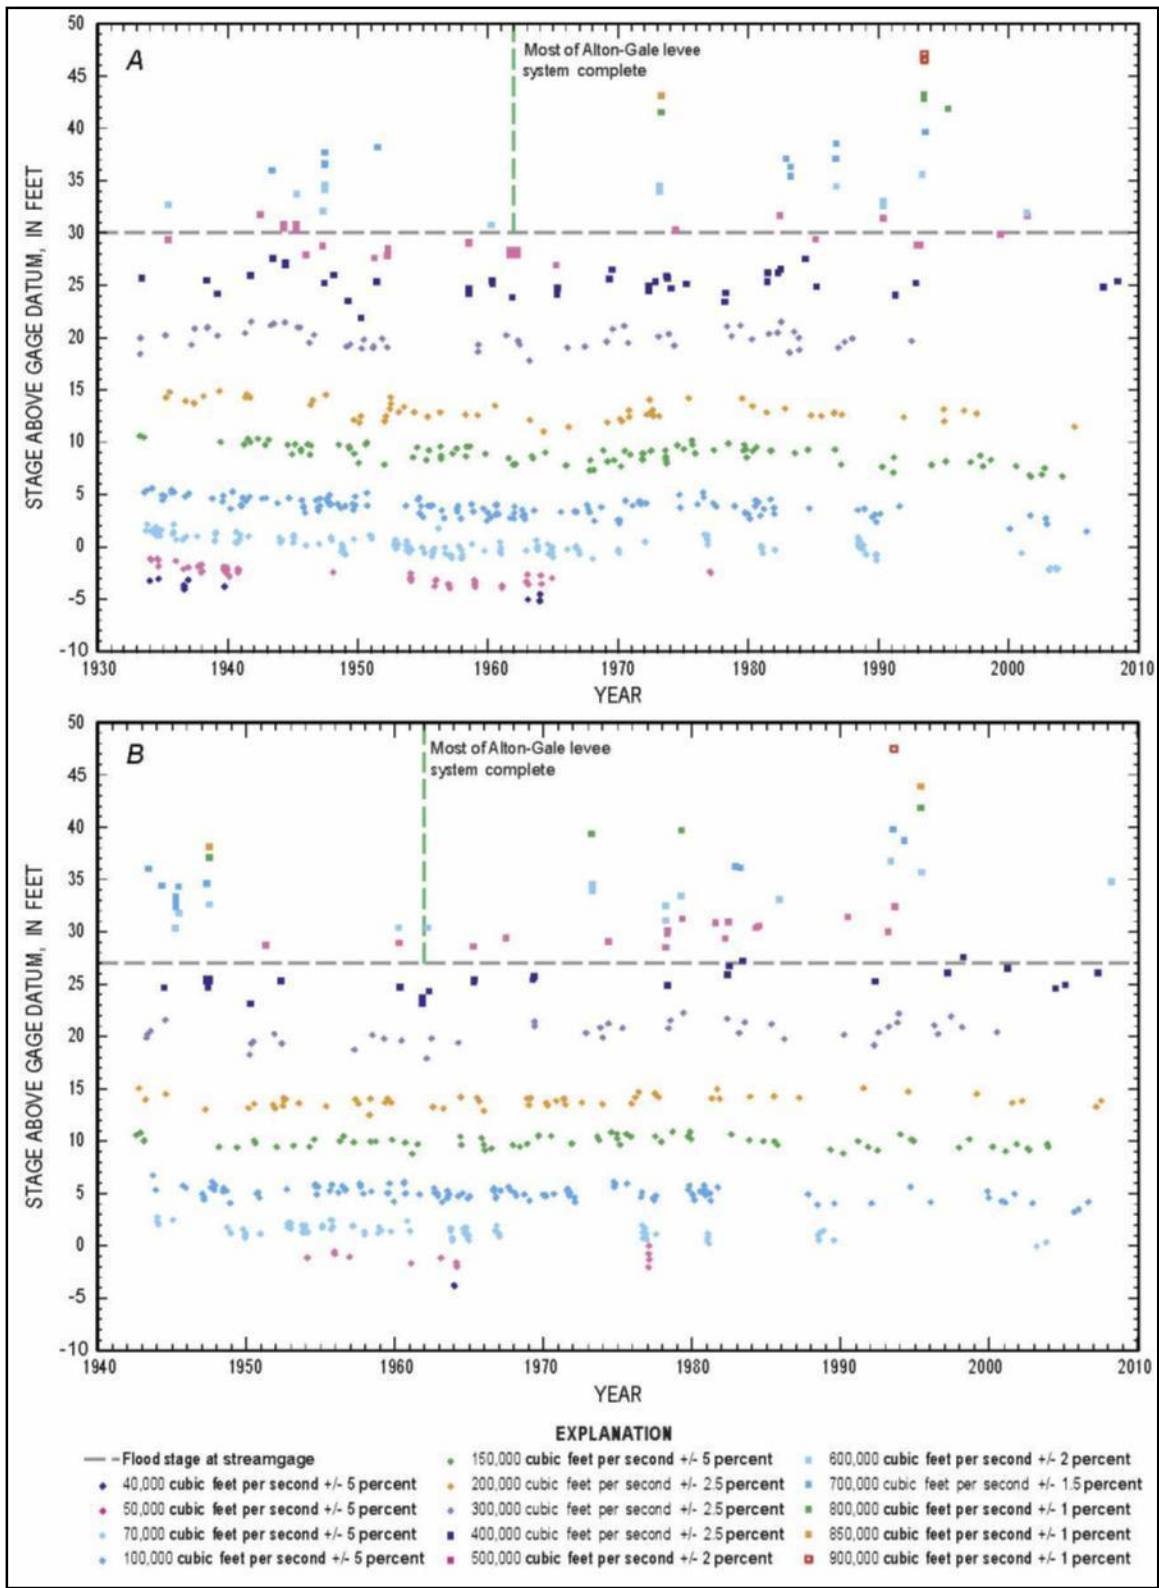 50
45
40
35
30
25
20
15
10
5
0
-5
-10
STAGE ABOVE GAGE DATUM, IN FEET
A
Most of Alton-Gale levee
system complete
1930 1940 1950 1960 1970 1980 1990 2000 2010
YEAR
50
45
40
35
30
25
20
15
10
5
0
-5
-10
STAGE ABOVE GAGE DATUM, IN FEET
B
Most of Alton-Gale levee
system complete
1940 1950 1960 1970 1980 1990 2000 2010
YEAR
EXPLANATION
Flood stage at streamgage
40,000 cubic feet per second +/- 5 percent
50,000 cubic feet per second +/- 5 percent
70,000 cubic feet per second +/- 5 percent
100,000 cubic feet per second +/- 5 percent
150,000 cubic feet per second +/- 5 percent
200,000 cubic feet per second +/- 2.5 percent
300,000 cubic feet per second +/- 2.5 percent
400,000 cubic feet per second +/- 2.5 percent
500,000 cubic feet per second +/- 2 percent
600,000 cubic feet per second +/- 2 percent
700,000 cubic feet per second +/- 1.5 percent
800,000 cubic feet per second +/- 1 percent
850,000 cubic feet per second +/- 1 percent
900,000 cubic feet per second +/- 1 percent